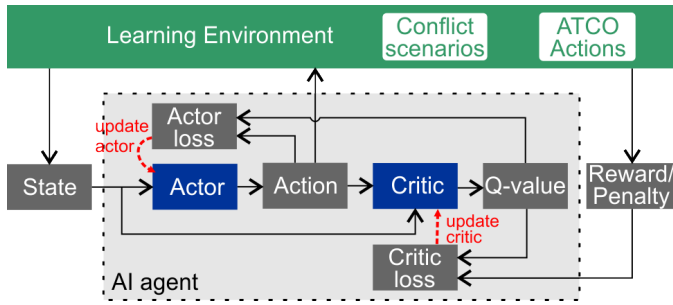 Learning Environment
Conflict
scenarios
ATCO
Actions
Actor
loss
update
actor
State
Actor
Action
Critic
Q-value
Reward/
Penalty
update
critic
Critic
loss
AI agent